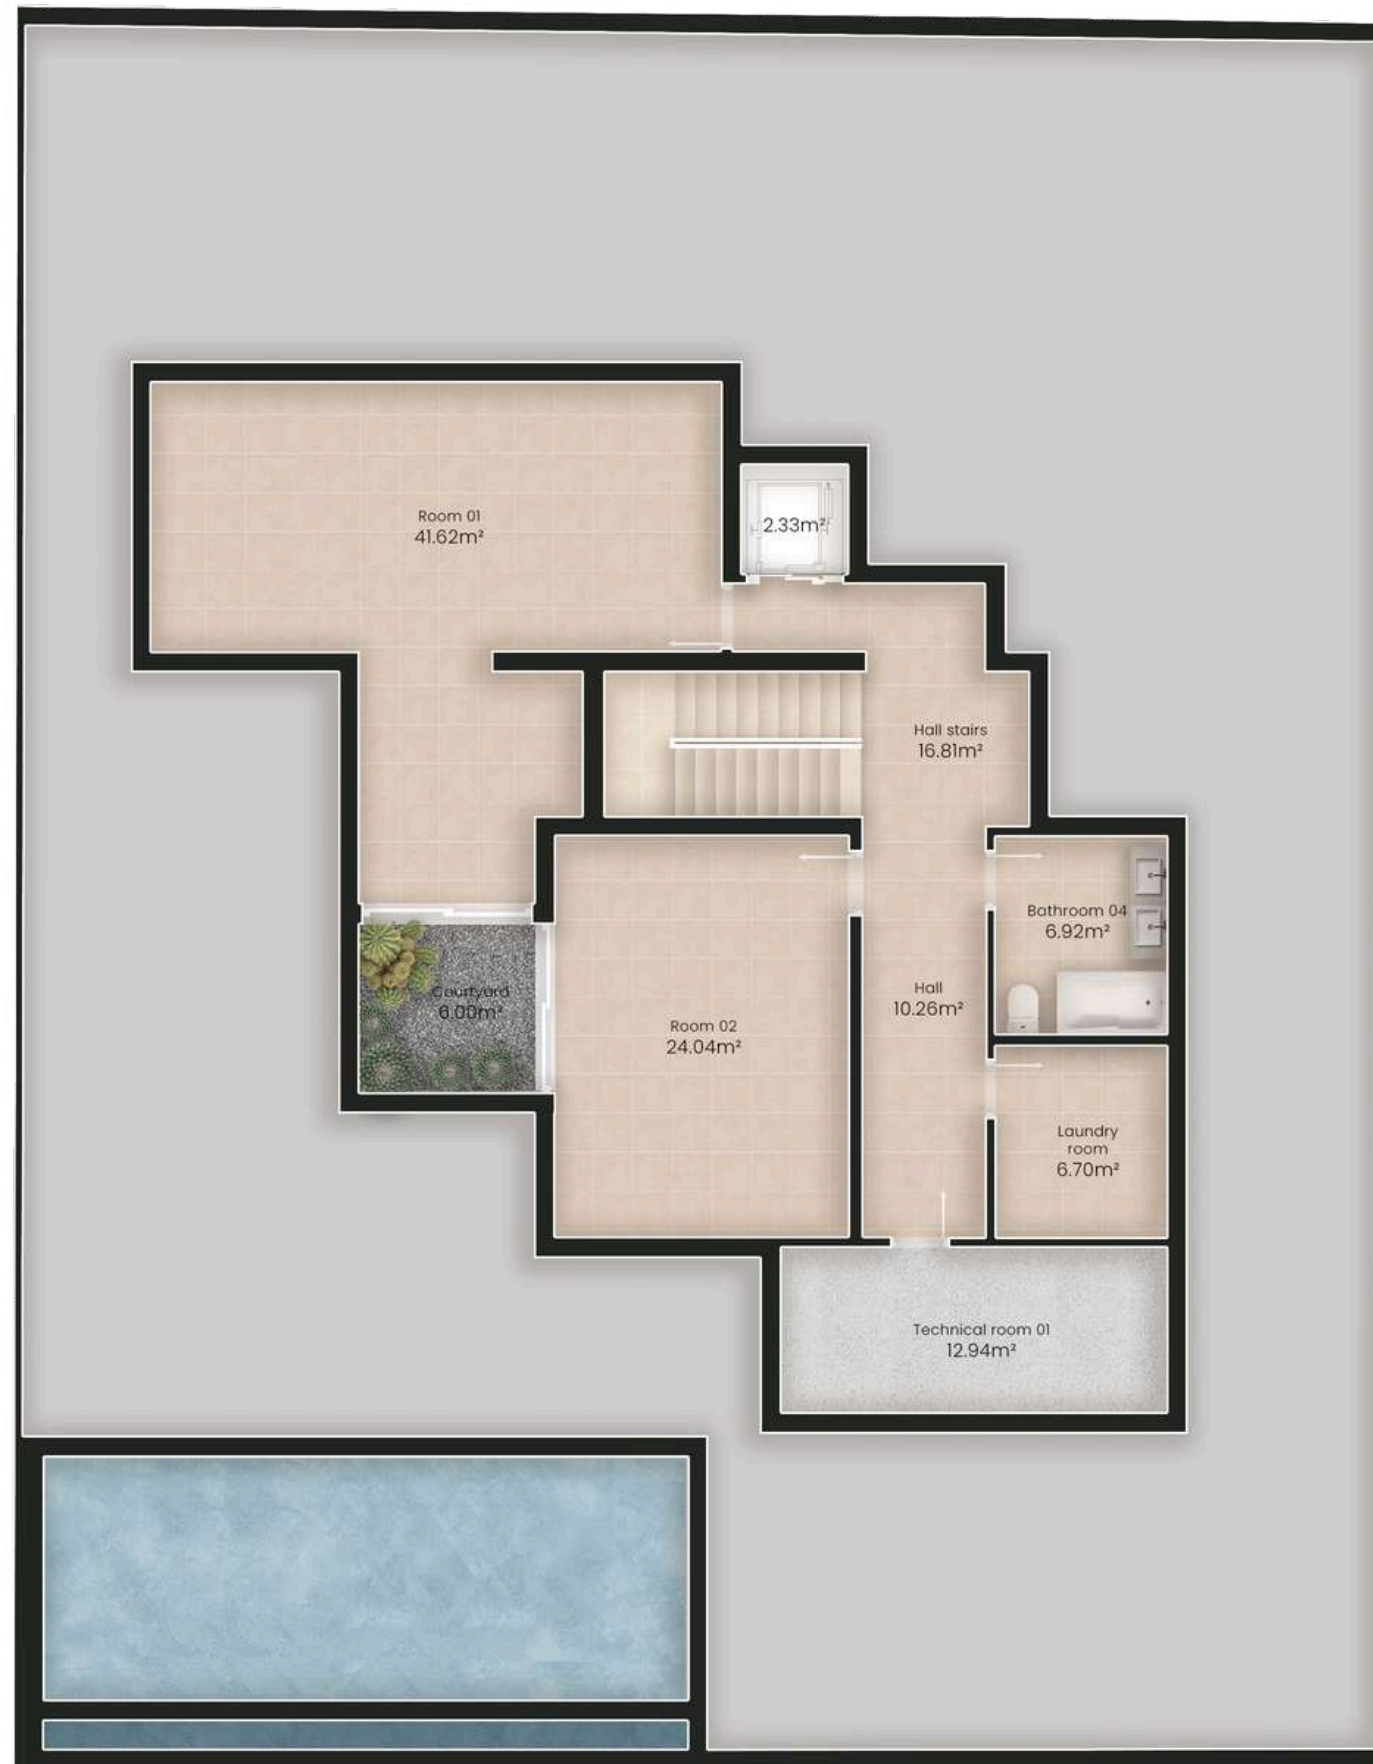 Room 01
41.62m²
2.33m²
Hall stairs
16.81m²
Bathroom 04
6.92m²
Hall
10.26m²
Courtyard
6.00m²
Room 02
24.04m²
Laundry
room
6.70m²
Technical room 01
12.94m²